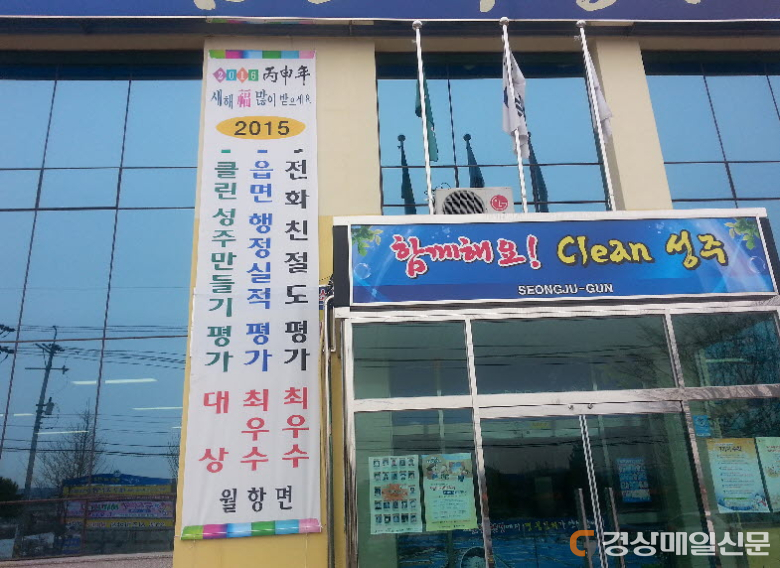 2016 丙申年
새해 福 많이 받으세요
2015
- 전화친절도 평가 최우수
- 읍면 행정실적 평가 최우수
- 클린성주만들기 평가 대상
월항면
함께해요! Clean 성주
SEONGJU-GUN
LG
경상매일신문